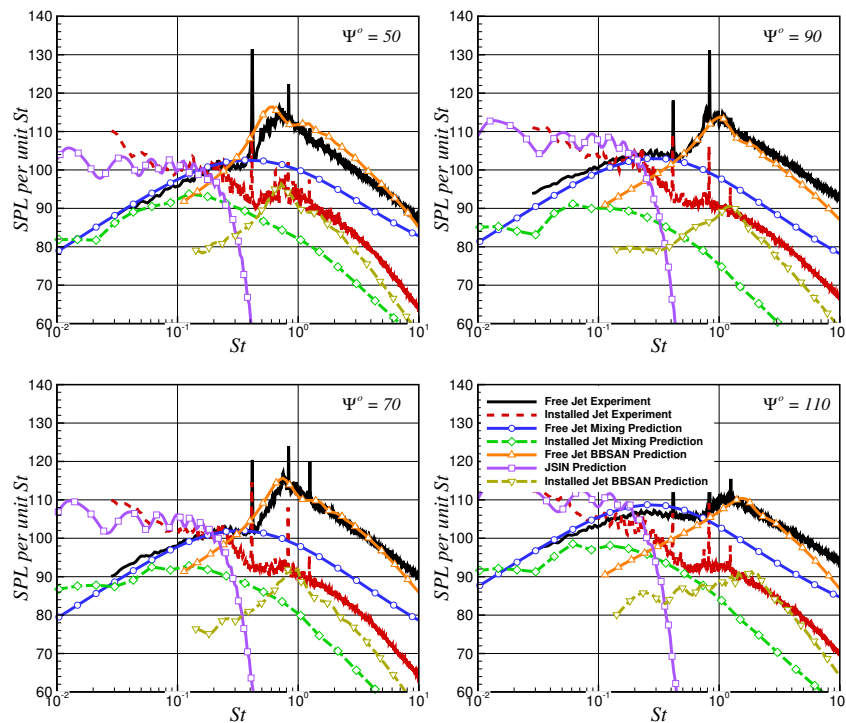 140
130
120
110
100
90
80
70
60
SPL per unit St
Ψ° = 50
10⁻² 10⁻¹ 10⁰ 10¹
St
140
130
120
110
100
90
80
70
60
SPL per unit St
Ψ° = 90
10⁻² 10⁻¹ 10⁰ 10
St
140
130
120
110
100
90
80
70
60
SPL per unit St
Ψ° = 70
10⁻² 10⁻¹ 10⁰ 10¹
St
140
130
120
110
100
90
80
70
60
SPL per unit St
Ψ° = 110
Free Jet Experiment
Installed Jet Experiment
Free Jet Mixing Prediction
Installed Jet Mixing Prediction
Free Jet BBSAN Prediction
JSIN Prediction
Installed Jet BBSAN Prediction
10⁻² 10⁻¹ 10⁰ 10
St